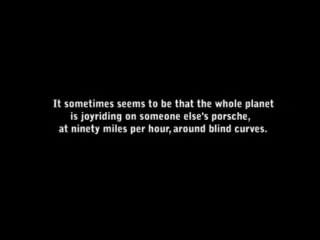 It sometimes seems to be that the whole planet
is joyriding on someone else's porsche,
at ninety miles per hour, around blind curves.